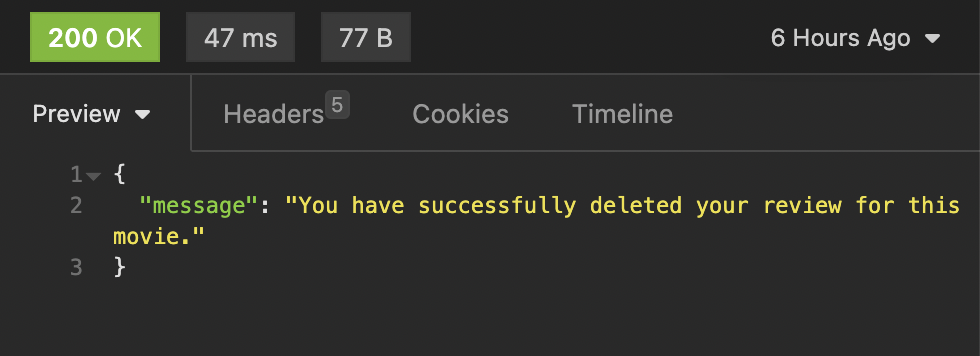 200 OK 47 ms 77 B 6 Hours Ago
Preview Headers 5 Cookies Timeline
1 {
2 "message": "You have successfully deleted your review for this
movie."
3 }